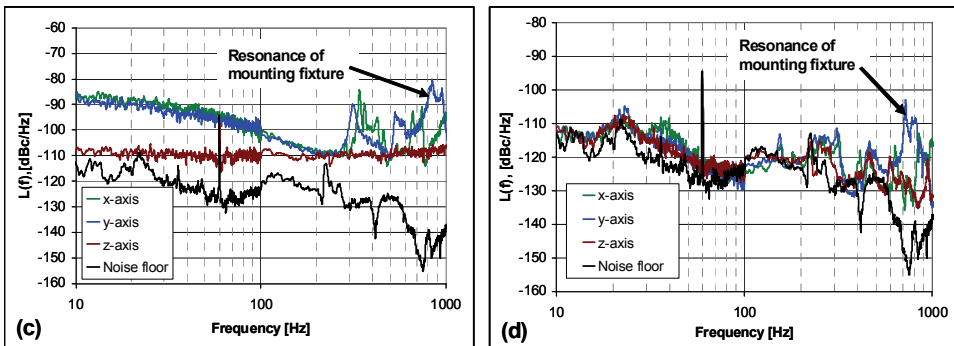 -60
-70
-80
-90
-100
-110
-120
-130
-140
-150
-160
L(f), [dBc/Hz]
Resonance of
mounting fixture
x-axis
y-axis
z-axis
Noise floor
10
100
1000
Frequency [Hz]
(c)
-80
-90
-100
-110
-120
-130
-140
-150
-160
L(f), [dBc/Hz]
Resonance of
mounting fixture
x-axis
y-axis
z-axis
Noise floor
10
100
1000
Frequency [Hz]
(d)